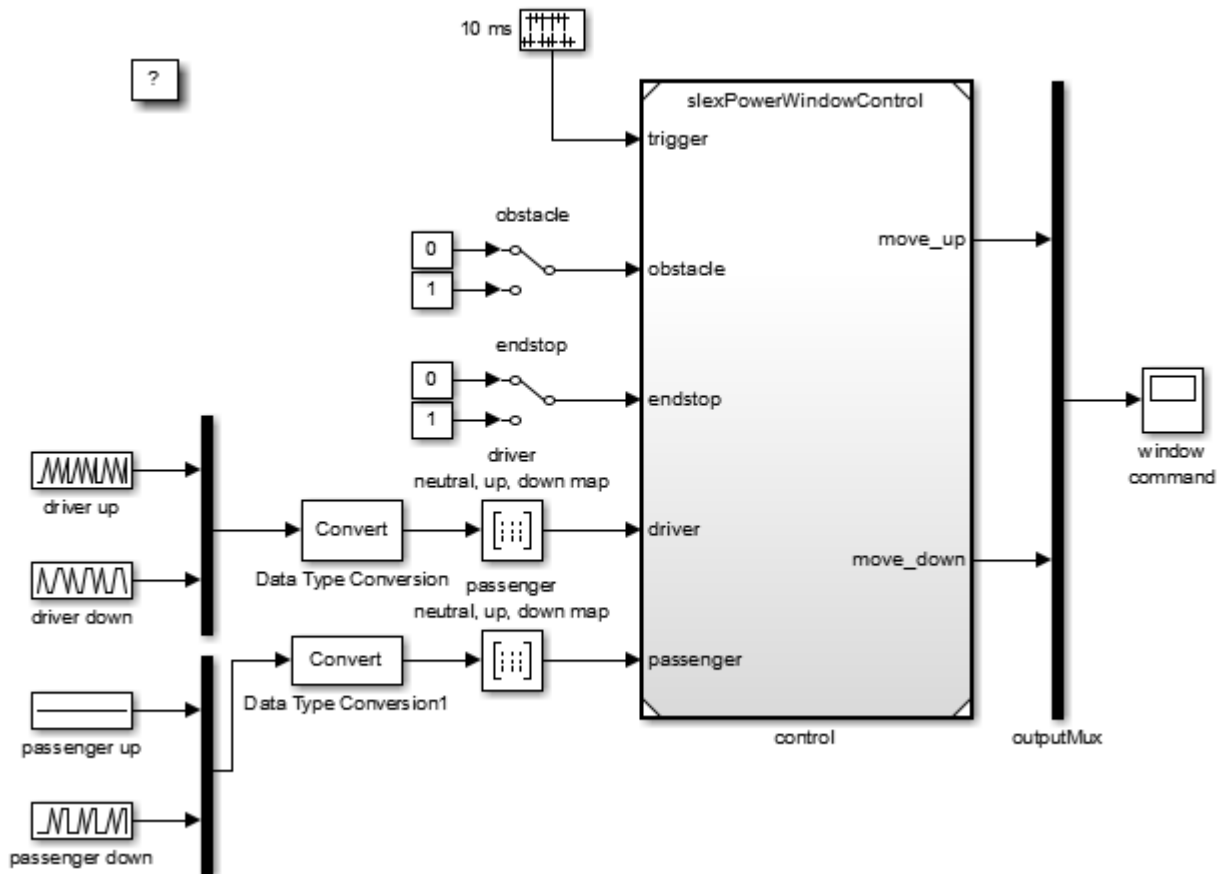 10 ms
?
slexPowerWindowControl
trigger
obstacle
0
1
obstacle
move_up
endstop
0
1
endstop
driver
neutral, up, down map
driver up
Convert
driver
Data Type Conversion
driver down
passenger
neutral, up, down map
move_down
window
command
Convert
passenger
Data Type Conversion1
passenger up
control
outputMux
passenger down